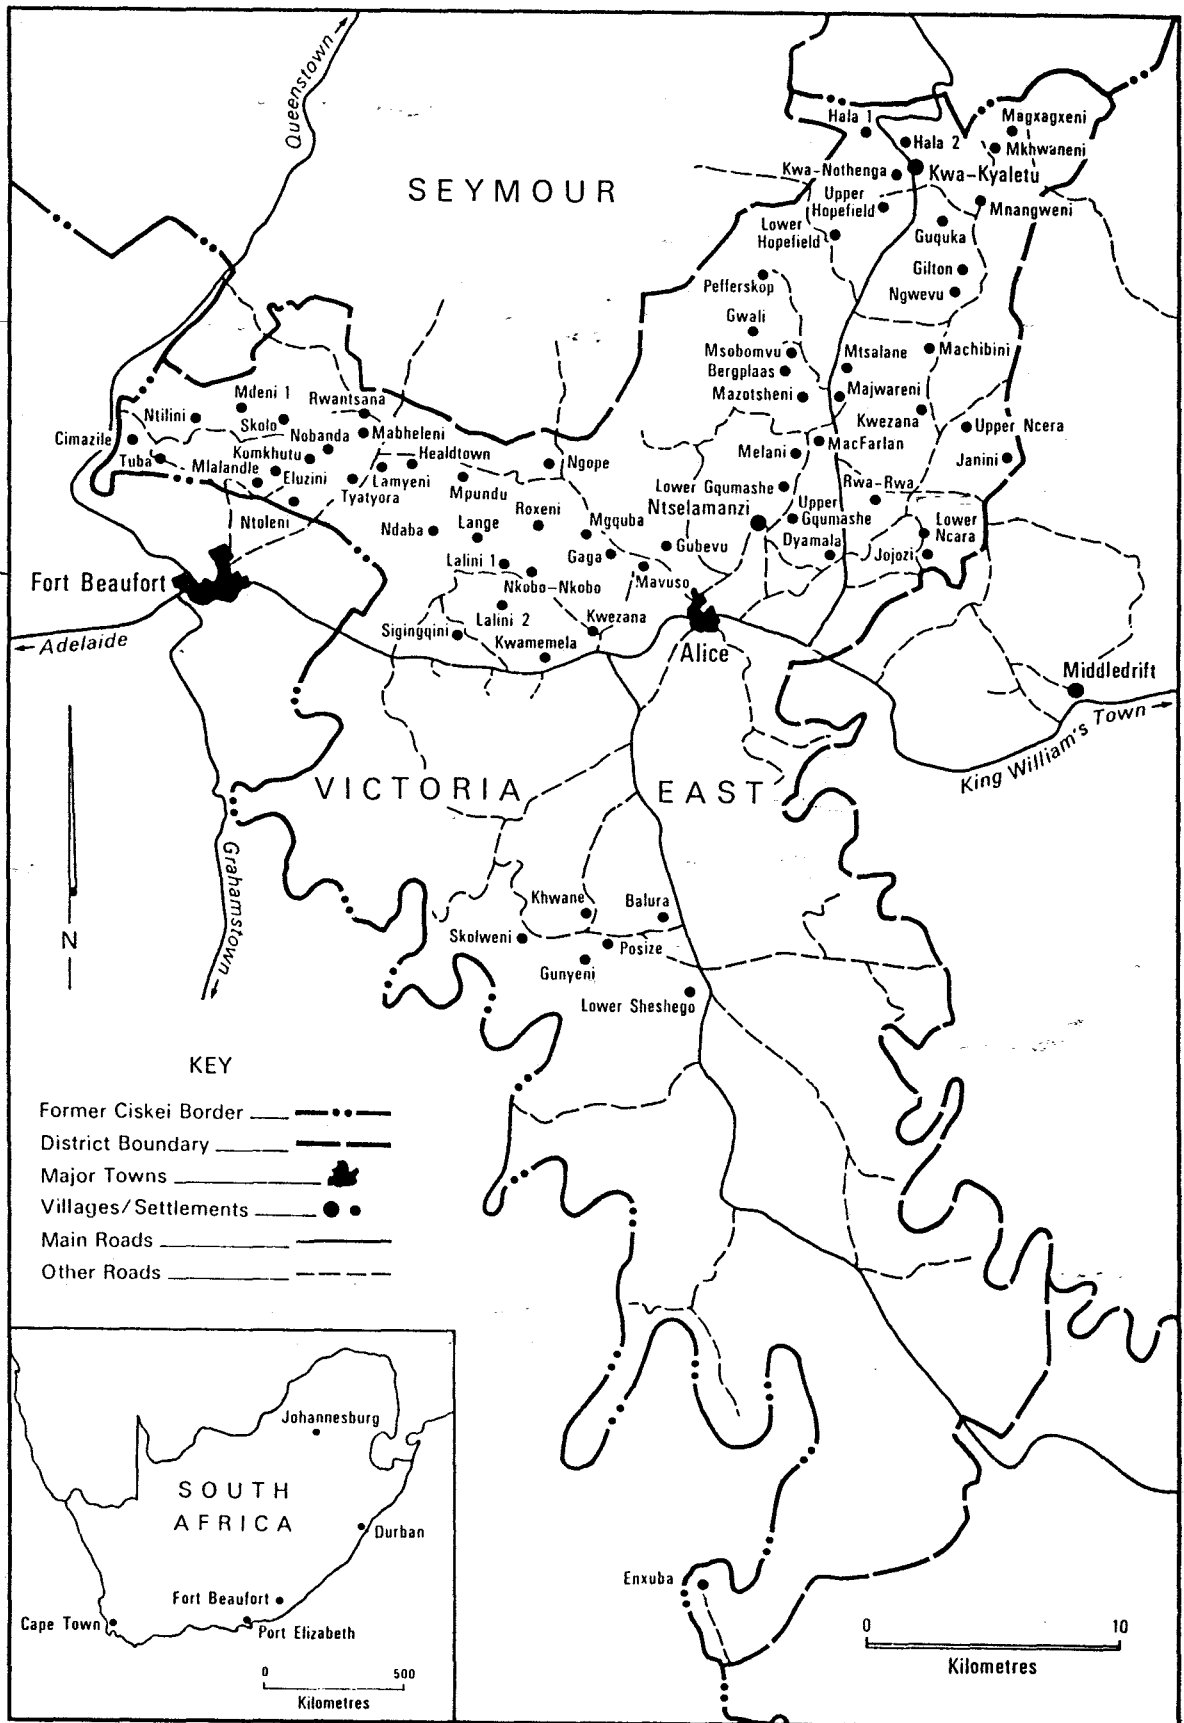 Queenstown
SEYMOUR
Hala 1
Magxagxeni
Hala 2
Mkhwaneni
Kwa-Nothenga
Kwa-Kyaletu
Upper
Hopefield
Mnangweni
Lower
Hopefield
Guquka
Gilton
Pefferskop
Ngwevu
Gwali
Msobomvu
Mtsalane
Machibini
Bergplaas
Mazotsheni
Majwareni
Kwezana
Upper Ncera
MacFarlan
Melani
Janini
Lower Gqumashe
Rwa-Rwa
Ntselamanzi
Upper
Gqumashe
Lower
Ncara
Dyamala
Jojozi
Mdeni 1
Rwantsana
Ntilini
Skolo
Cimazile
Nobanda
Mabheleni
Tuba
Komkhutu
Healdtown
Ngope
Mlalandle
Eluzini
Lamyeni
Tyatyora
Mpundu
Ntoleni
Roxeni
Ndaba
Lange
Mgquba
Gaga
Gubevu
Lalini 1
Nkobo-Nkobo
Mavuso
Fort Beaufort
Lalini 2
Kwezana
Sigingqini
Kwamemela
Adelaide
Alice
Middledrift
King William's Town
VICTORIA EAST
Grahamstown
N
Khwane
Balura
Skolweni
Posize
Gunyeni
Lower Sheshego
KEY
Former Ciskei Border
District Boundary
Major Towns
Villages/Settlements
Main Roads
Other Roads
Johannesburg
SOUTH
AFRICA
Durban
Fort Beaufort
Cape Town
Port Elizabeth
0 500
Kilometres
Enxuba
0 10
Kilometres